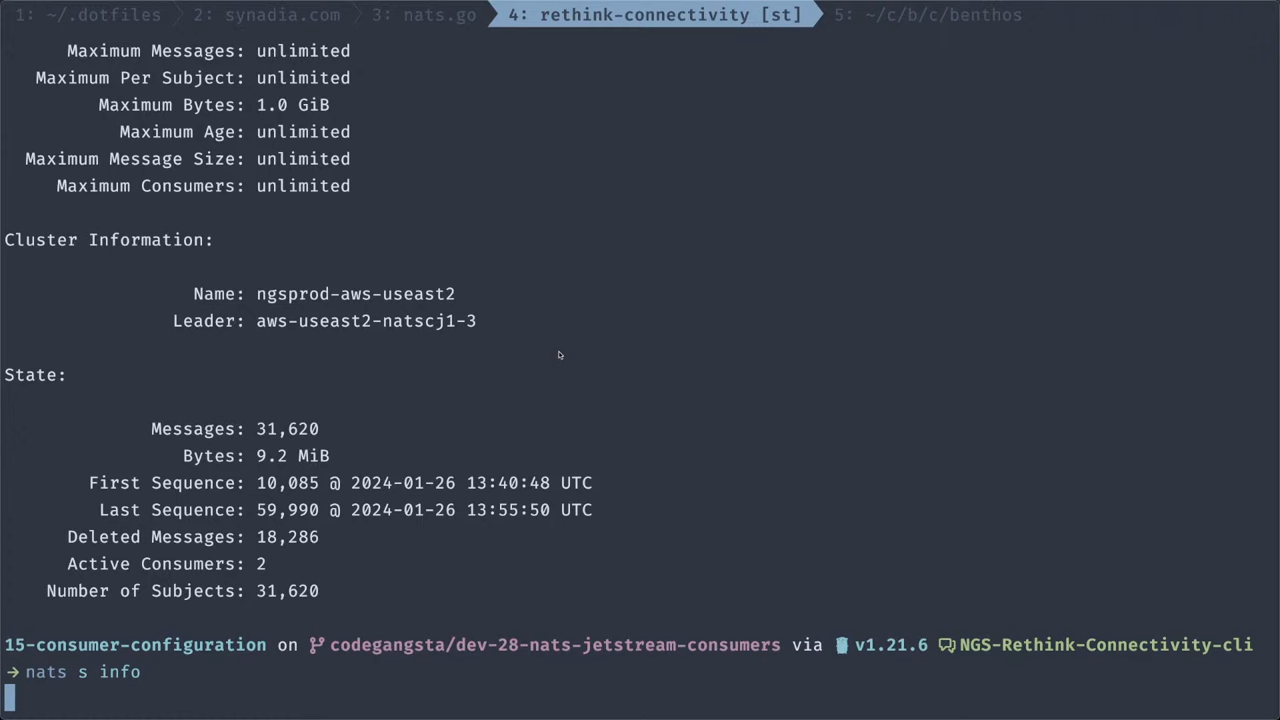 1: ~/.dotfiles 2: synadia.com 3: nats.go 4: rethink-connectivity [st] 5: ~/c/b/c/benthos
Maximum Messages: unlimited
Maximum Per Subject: unlimited
Maximum Bytes: 1.0 GiB
Maximum Age: unlimited
Maximum Message Size: unlimited
Maximum Consumers: unlimited
Cluster Information:
Name: ngsprod-aws-useast2
Leader: aws-useast2-natscj1-3
State:
Messages: 31,620
Bytes: 9.2 MiB
First Sequence: 10,085 @ 2024-01-26 13:40:48 UTC
Last Sequence: 59,990 @ 2024-01-26 13:55:50 UTC
Deleted Messages: 18,286
Active Consumers: 2
Number of Subjects: 31,620
15-consumer-configuration on codegangsta/dev-28-nats-jetstream-consumers via v1.21.6 NGS-Rethink-Connectivity-cli
→ nats s info